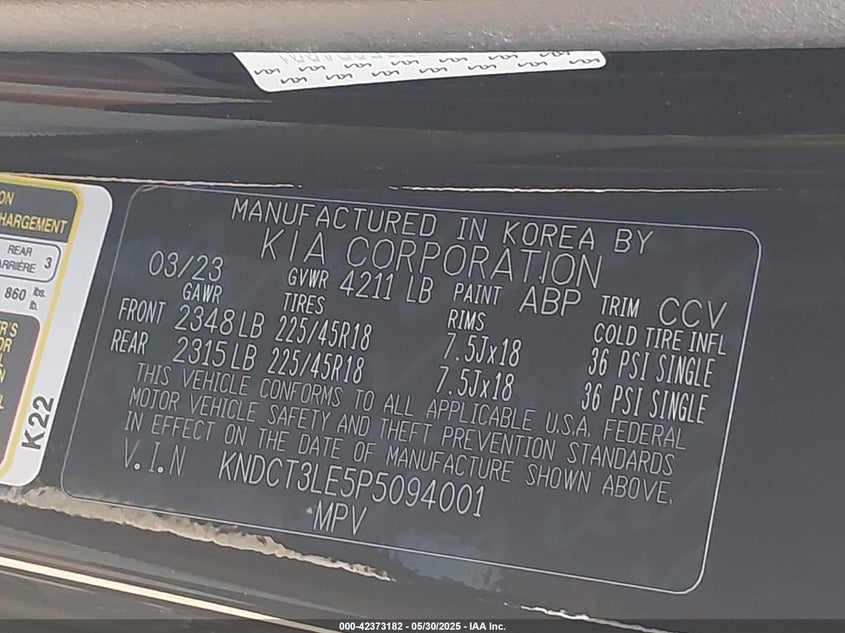 MANUFACTURED IN KOREA BY
KIA CORPORATION
03/23 GVWR 4211 LB PAINT ABP TRIM CCV
GAWR TIRES RIMS COLD TIRE INFL
FRONT 2348 LB 225/45R18 7.5Jx18 36 PSI SINGLE
REAR 2315 LB 225/45R18 7.5Jx18 36 PSI SINGLE
THIS VEHICLE CONFORMS TO ALL APPLICABLE U.S.A. FEDERAL
MOTOR VEHICLE SAFETY AND THEFT PREVENTION STANDARDS
IN EFFECT ON THE DATE OF MANUFACTURE SHOWN ABOVE.
V.I.N KNDCT3LE5P5094001
MPV
REAR 3
860 lbs.
lb.
K22
000-42373182 - 05/30/2025 - IAA Inc.